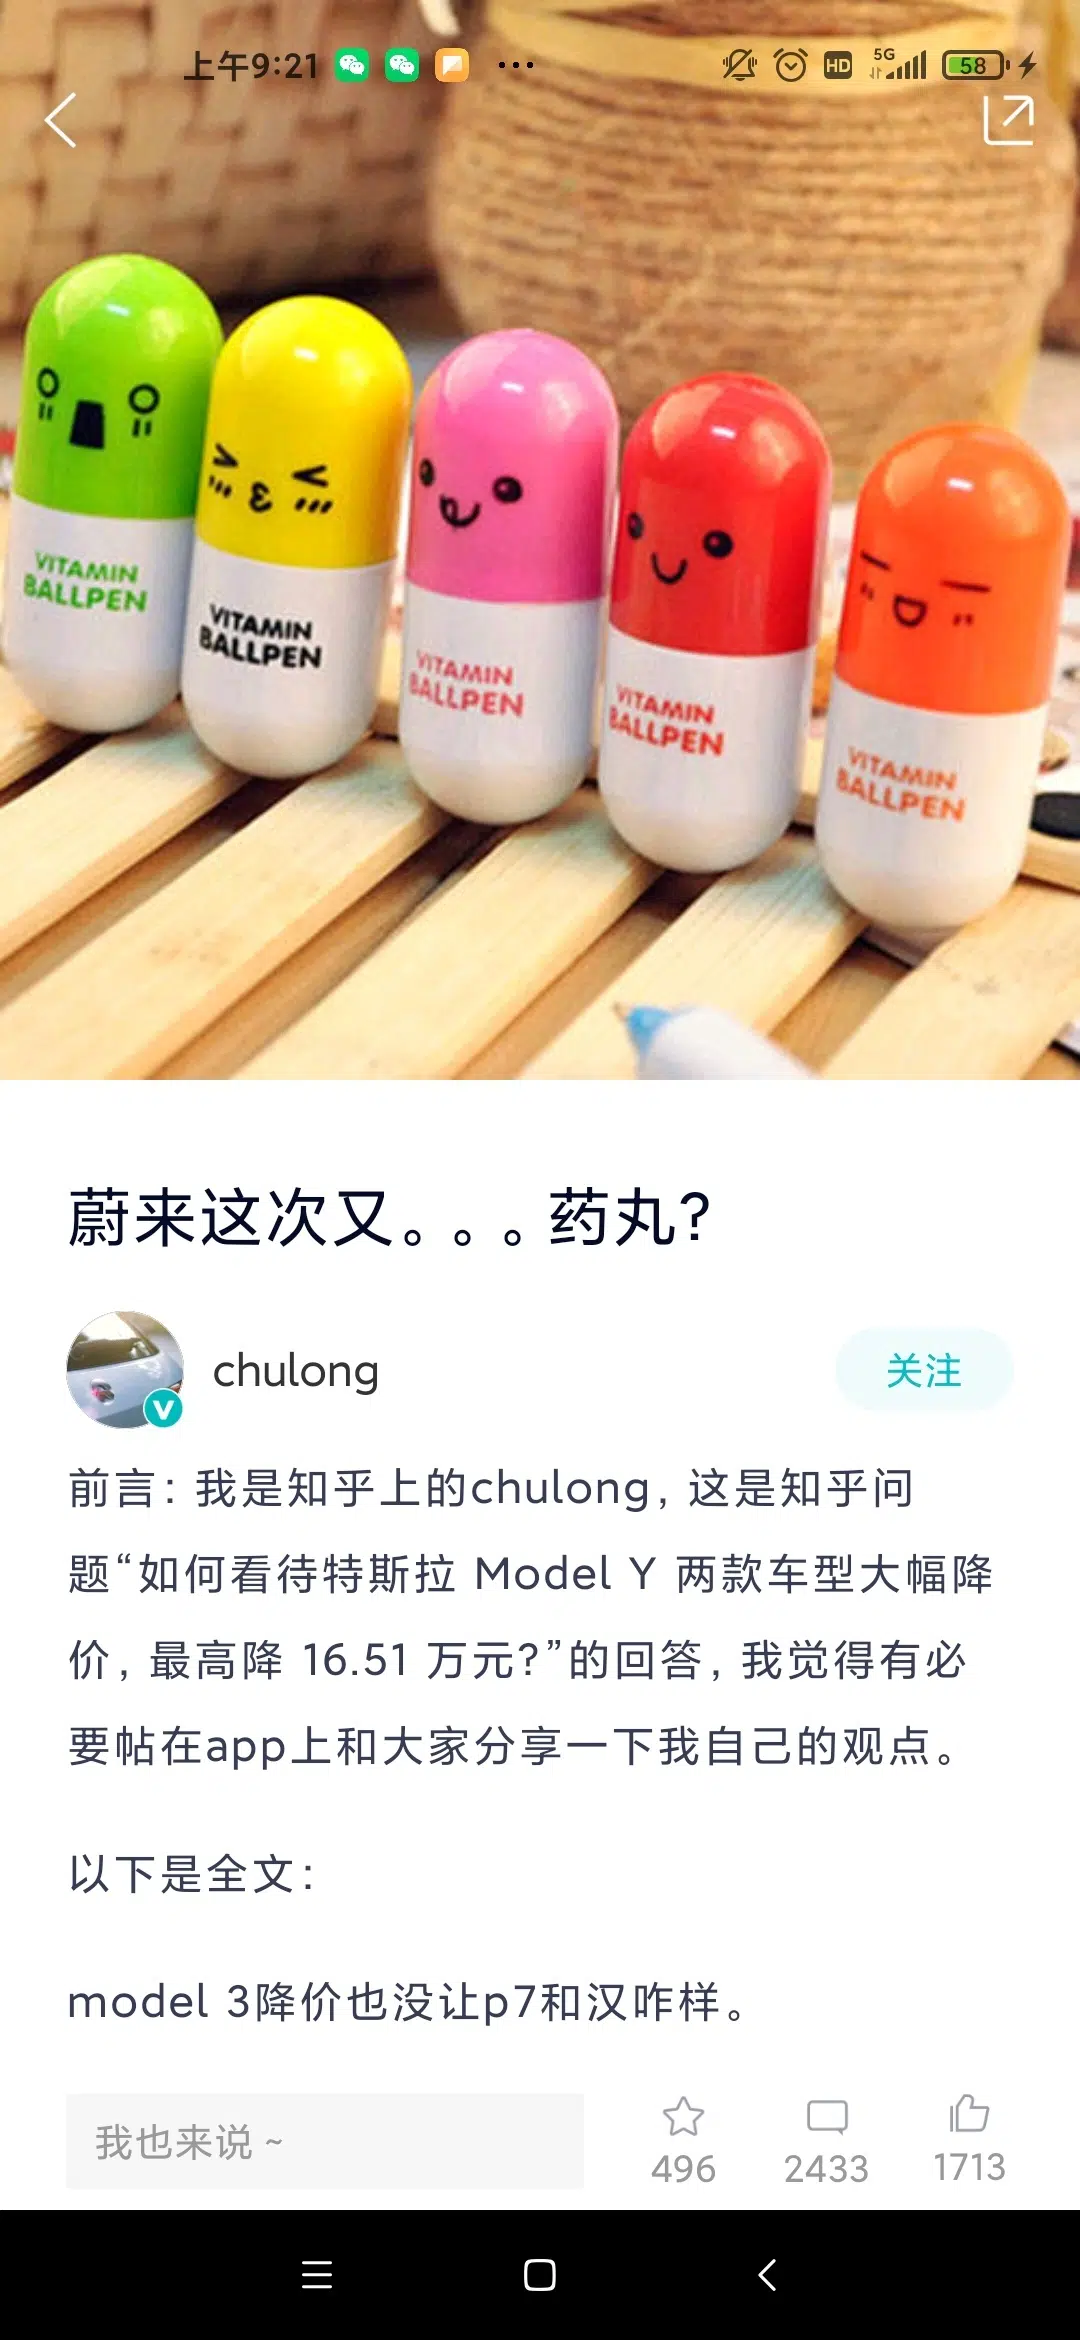 上午9:21
HD
5G
58
VITAMIN
BALLPEN
VITAMIN
BALLPEN
VITAMIN
BALLPEN
VITAMIN
BALLPEN
VITAMIN
BALLPEN
蔚来这次又。。。药丸?
chulong
关注
前言: 我是知乎上的chulong, 这是知乎问
题“如何看待特斯拉 Model Y 两款车型大幅降
价, 最高降 16.51 万元?”的回答, 我觉得有必
要帖在app上和大家分享一下我自己的观点。
以下是全文:
model 3降价也没让p7和汉咋样。
我也来说 ~
496
2433
1713